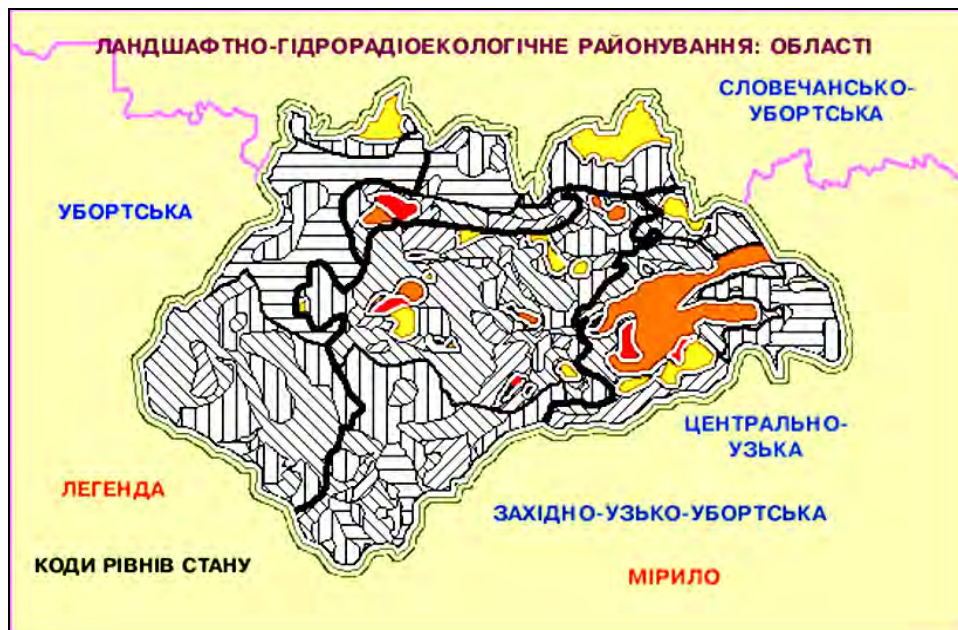 ЛАНДШАФТНО-ГІДРОРАДІОЕКОЛОГІЧНЕ РАЙОНУВАННЯ: ОБЛАСТІ
СЛОВЕЧАНСЬКО-
УБОРТСЬКА
УБОРТСЬКА
ЦЕНТРАЛЬНО-
УЗЬКА
ЛЕГЕНДА
ЗАХІДНО-УЗЬКО-УБОРТСЬКА
КОДИ РІВНІВ СТАНУ
МІРИЛО